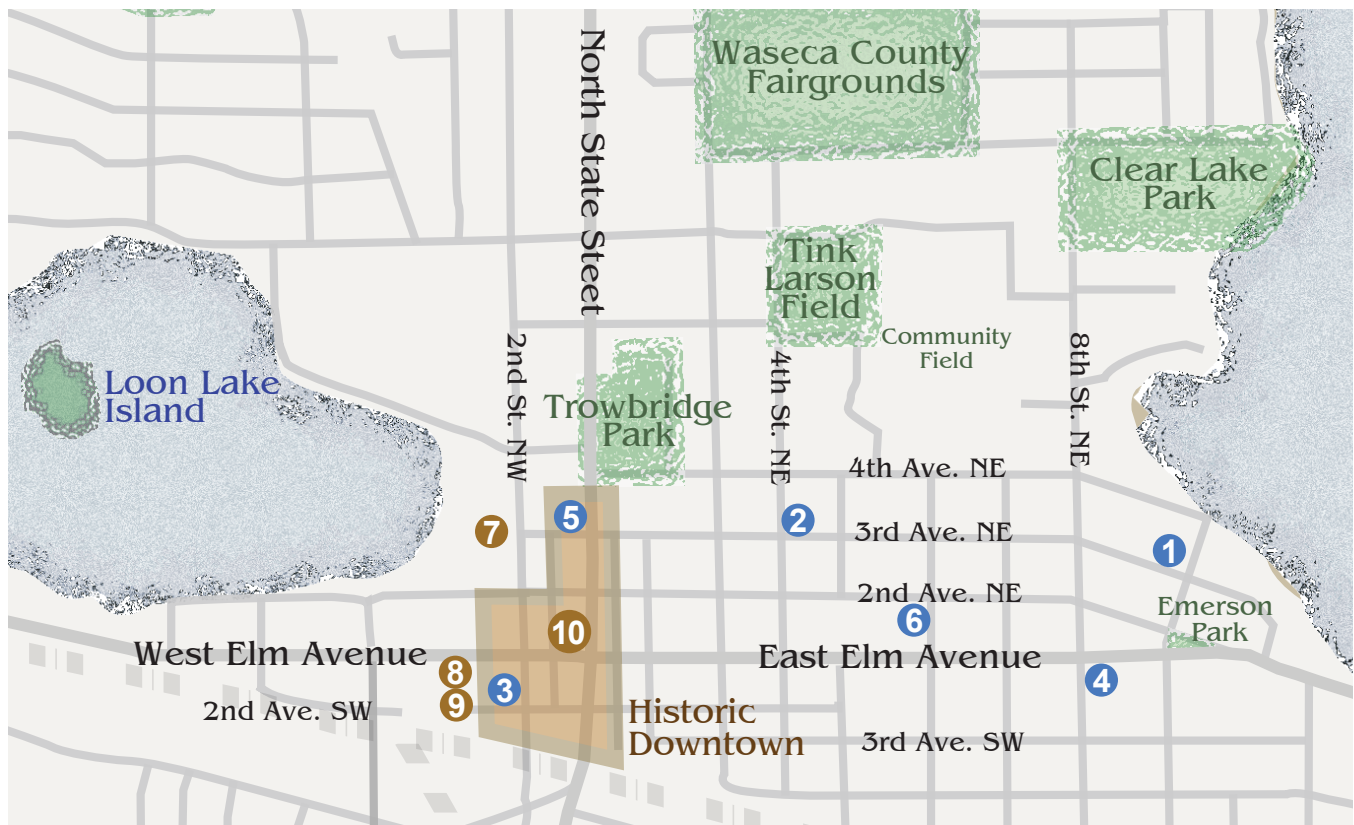 North State Steet
Waseca County
Fairgrounds
Clear Lake
Park
Tink
Larson
Field
Community
Field
2nd St. NW
4th St. NE
8th St. NE
Loon Lake
Island
Trowbridge
Park
4th Ave. NE
5
2
7
3rd Ave. NE
1
2nd Ave. NE
6
Emerson
Park
10
West Elm Avenue
East Elm Avenue
8
3
4
9
2nd Ave. SW
Historic
Downtown
3rd Ave. SW